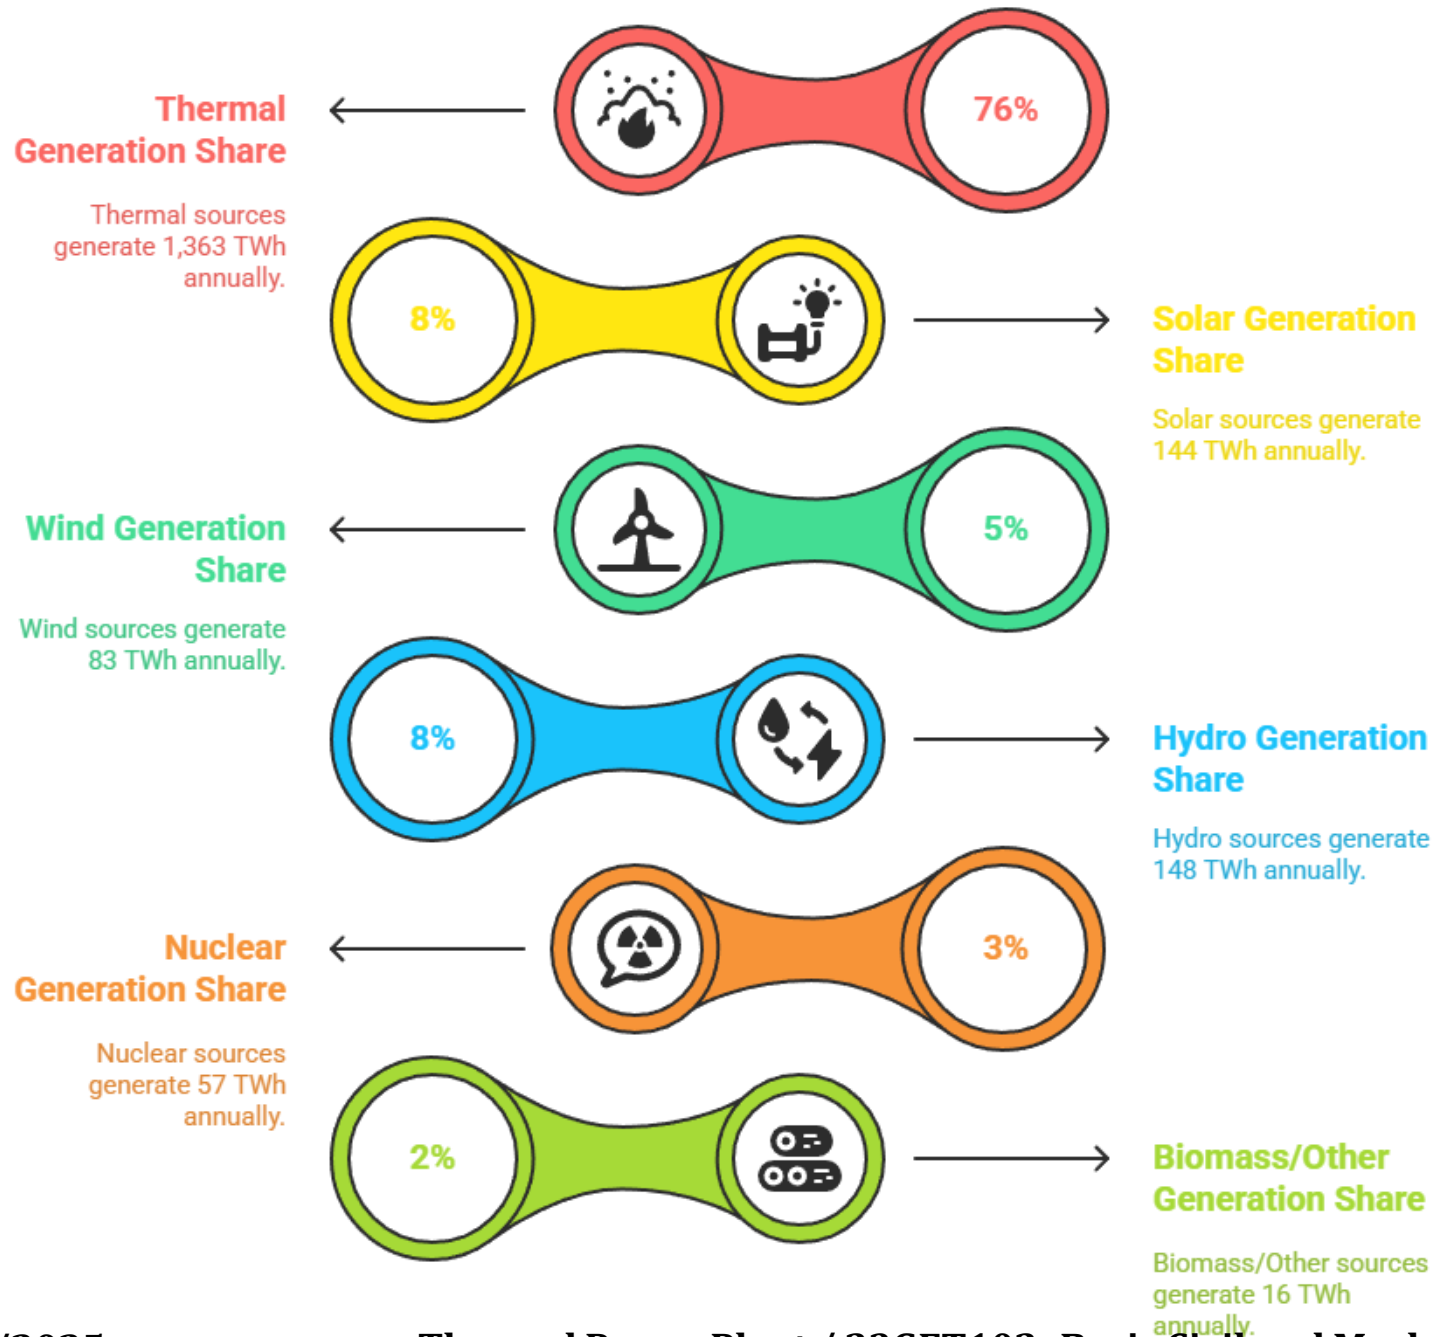 Thermal
Generation Share
Thermal sources
generate 1,363 TWh
annually.
76%
8%
Solar Generation
Share
Solar sources generate
144 TWh annually.
Wind Generation
Share
Wind sources generate
83 TWh annually.
5%
8%
Hydro Generation
Share
Hydro sources generate
148 TWh annually.
Nuclear
Generation Share
Nuclear sources
generate 57 TWh
annually.
3%
2%
Biomass/Other
Generation Share
Biomass/Other sources
generate 16 TWh
annually.